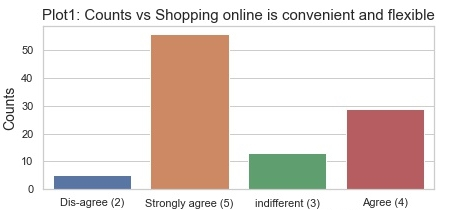 Plot1: Counts vs Shopping online is convenient and flexible
Counts
50
40
30
20
10
0
Dis-agree (2) Strongly agree (5) indifferent (3) Agree (4)